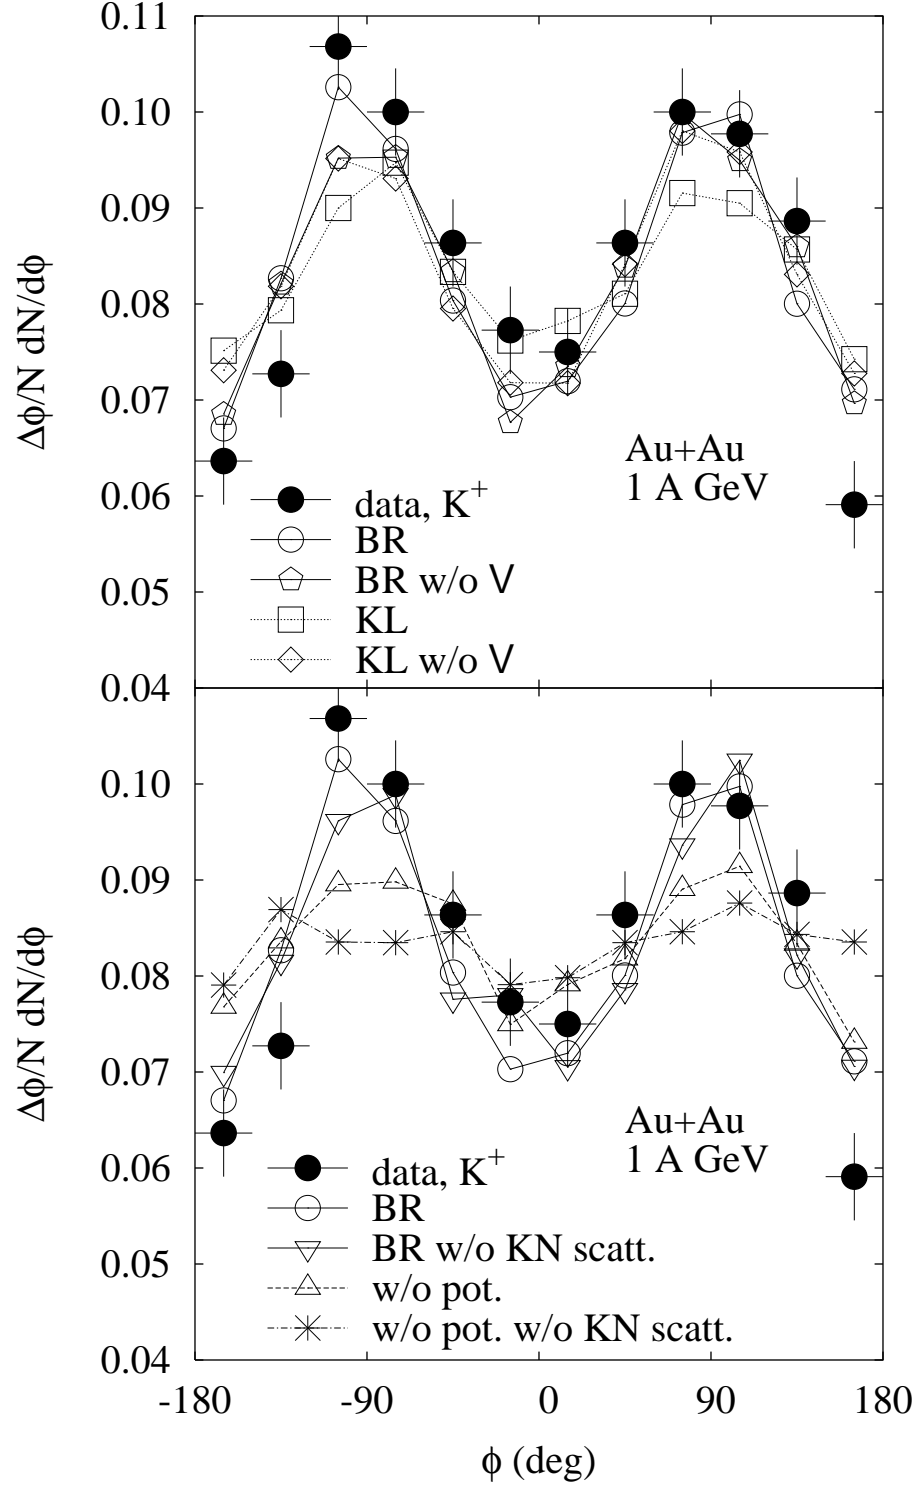 0.11
0.10
0.09
0.08
0.07
0.06
0.05
0.04
Δϕ/N dN/dϕ
Au+Au
1 A GeV
data, K⁺
BR
BR w/o V
KL
KL w/o V
0.10
0.09
0.08
0.07
0.06
0.05
0.04
Δϕ/N dN/dϕ
Au+Au
1 A GeV
data, K⁺
BR
BR w/o KN scatt.
w/o pot.
w/o pot. w/o KN scatt.
-180 -90 0 90 180
ϕ (deg)